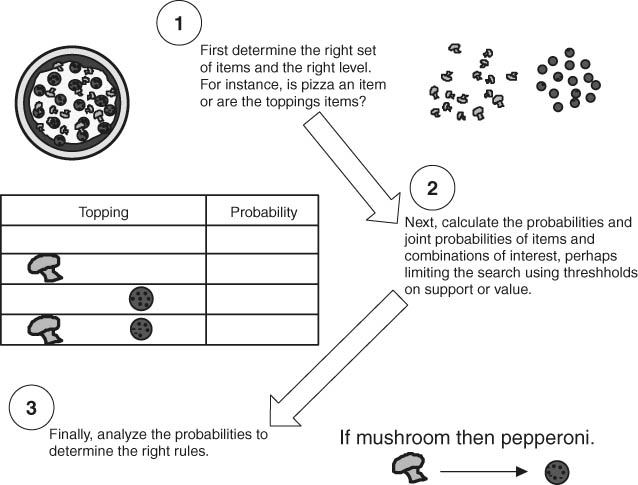 1
First determine the right set
of items and the right level.
For instance, is pizza an item
or are the toppings items?
2
Next, calculate the probabilities and
joint probabilities of items and
combinations of interest, perhaps
limiting the search using threshholds
on support or value.
Topping Probability
3
Finally, analyze the probabilities to
determine the right rules.
If mushroom then pepperoni.